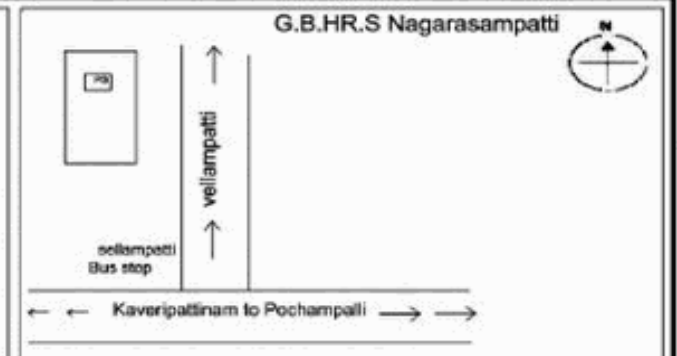 G.B.HR.S Nagarasampatti
N
vellampatti
sellampatti
Bus stop
Kaveripattinam to Pochampalli